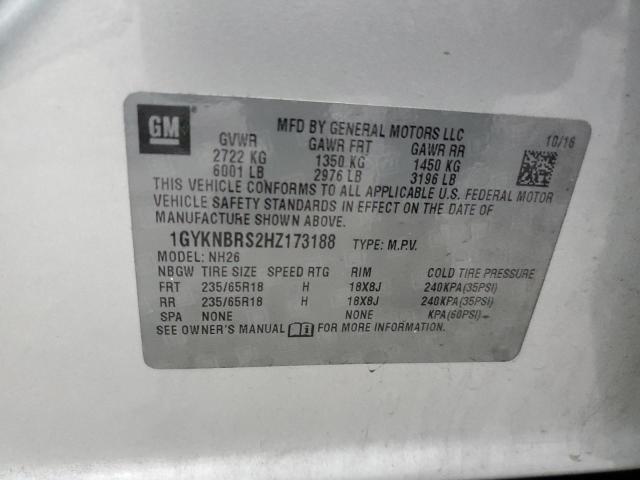 GM
MFD BY GENERAL MOTORS LLC
10/16
GVWR GAWR FRT GAWR RR
2722 KG 1350 KG 1450 KG
6001 LB 2976 LB 3196 LB
THIS VEHICLE CONFORMS TO ALL APPLICABLE U.S. FEDERAL MOTOR
VEHICLE SAFETY STANDARDS IN EFFECT ON THE DATE OF
MANUFACTURE SHOWN ABOVE.
1GYKNBRS2HZ173188 TYPE: M.P.V.
MODEL: NH26
NBGW TIRE SIZE SPEED RTG RIM COLD TIRE PRESSURE
FRT 235/65R18 H 18X8J 240KPA(35PSI)
RR 235/65R18 H 18X8J 240KPA(35PSI)
SPA NONE NONE KPA(60PSI)
SEE OWNER'S MANUAL FOR MORE INFORMATION.